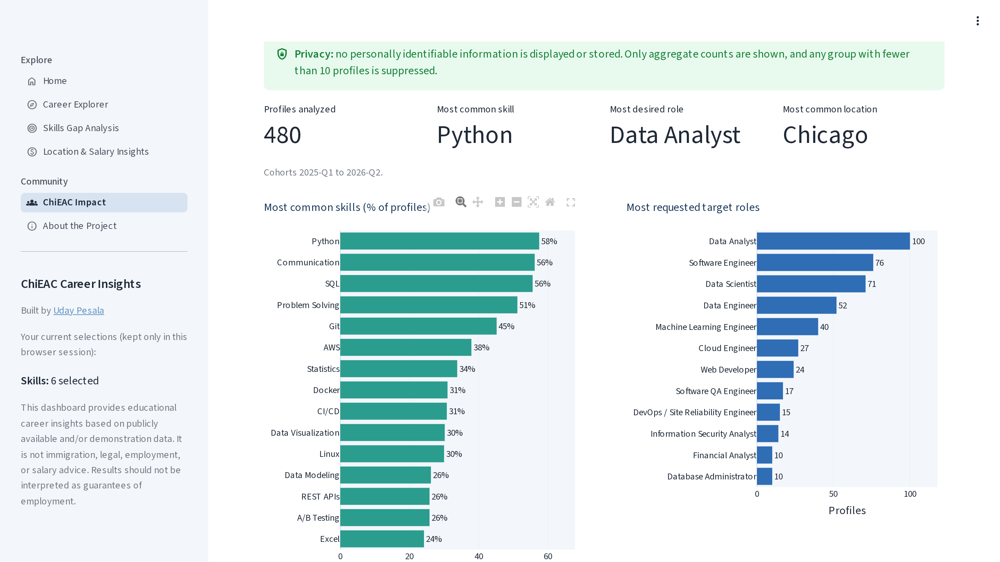 Explore
Home
Career Explorer
Skills Gap Analysis
Location & Salary Insights
Community
ChiEAC Impact
About the Project
ChiEAC Career Insights
Built by Uday Pesala
Your current selections (kept only in this
browser session):
Skills: 6 selected
This dashboard provides educational
career insights based on publicly
available and/or demonstration data. It
is not immigration, legal, employment,
or salary advice. Results should not be
interpreted as guarantees of
employment.
Privacy: no personally identifiable information is displayed or stored. Only aggregate counts are shown, and any group with fewer
than 10 profiles is suppressed.
Profiles analyzed
480
Most common skill
Python
Most desired role
Data Analyst
Most common location
Chicago
Cohorts 2025-Q1 to 2026-Q2.
Most common skills (% of profiles)
Python 58%
Communication 56%
SQL 56%
Problem Solving 51%
Git 45%
AWS 38%
Statistics 34%
Docker 31%
CI/CD 31%
Data Visualization 30%
Linux 30%
Data Modeling 26%
REST APIs 26%
A/B Testing 26%
Excel 24%
0 20 40 60
Most requested target roles
Data Analyst 100
Software Engineer 76
Data Scientist 71
Data Engineer 52
Machine Learning Engineer 40
Cloud Engineer 27
Web Developer 24
Software QA Engineer 17
DevOps / Site Reliability Engineer 15
Information Security Analyst 14
Financial Analyst 10
Database Administrator 10
0 50 100
Profiles